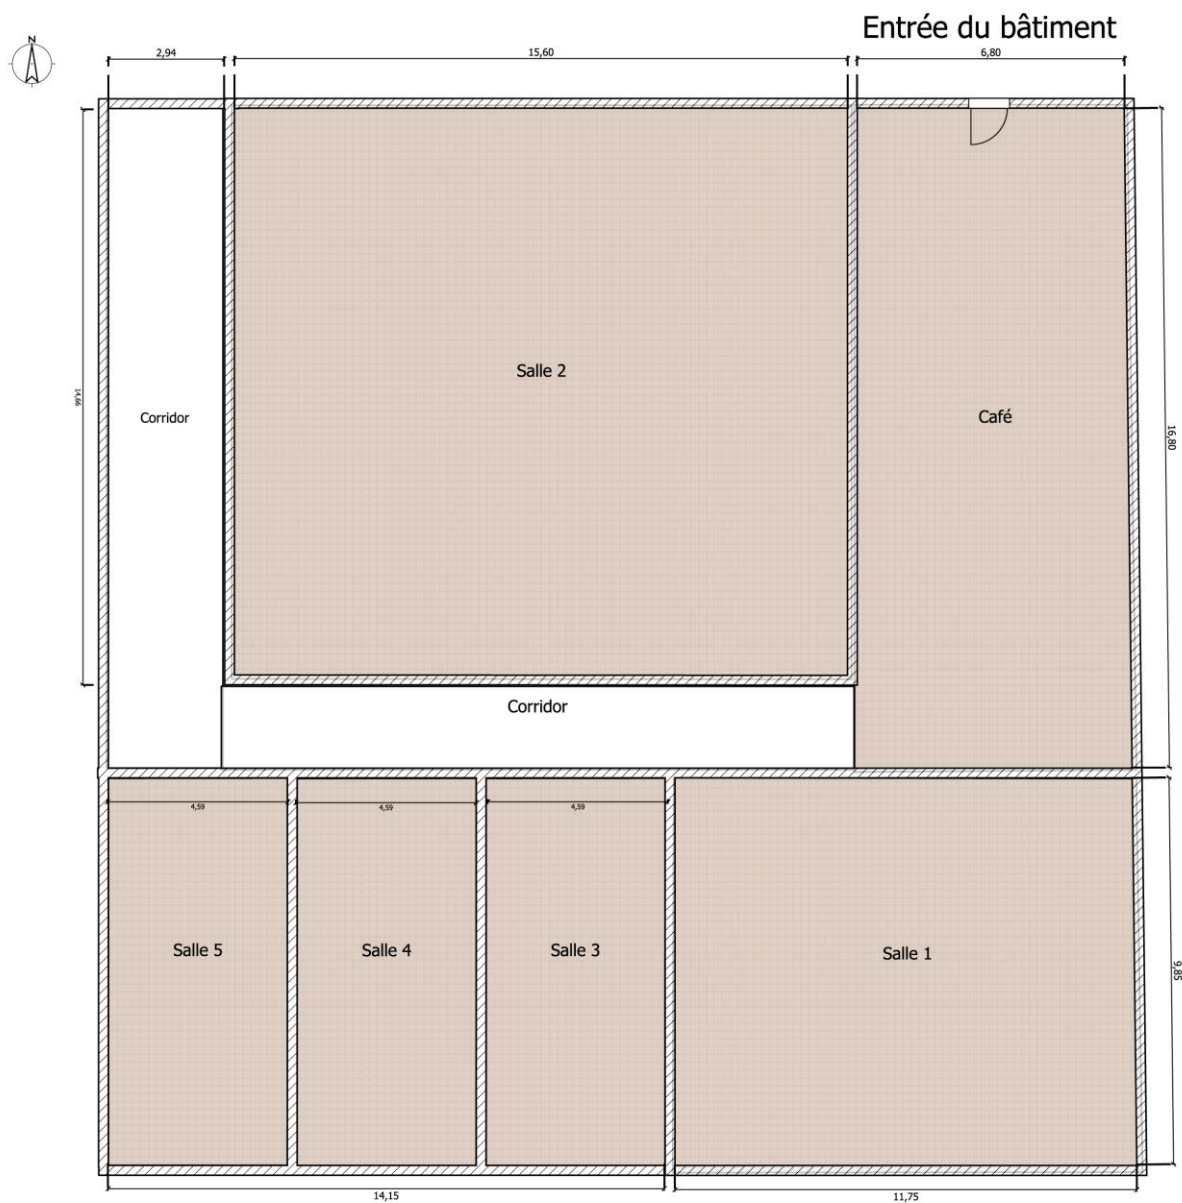 Entrée du bâtiment
N
2,94
15,60
6,80
14,66
Salle 2
Corridor
Café
16,80
Corridor
4,59
4,59
4,59
Salle 5
Salle 4
Salle 3
Salle 1
9,85
14,15
11,75